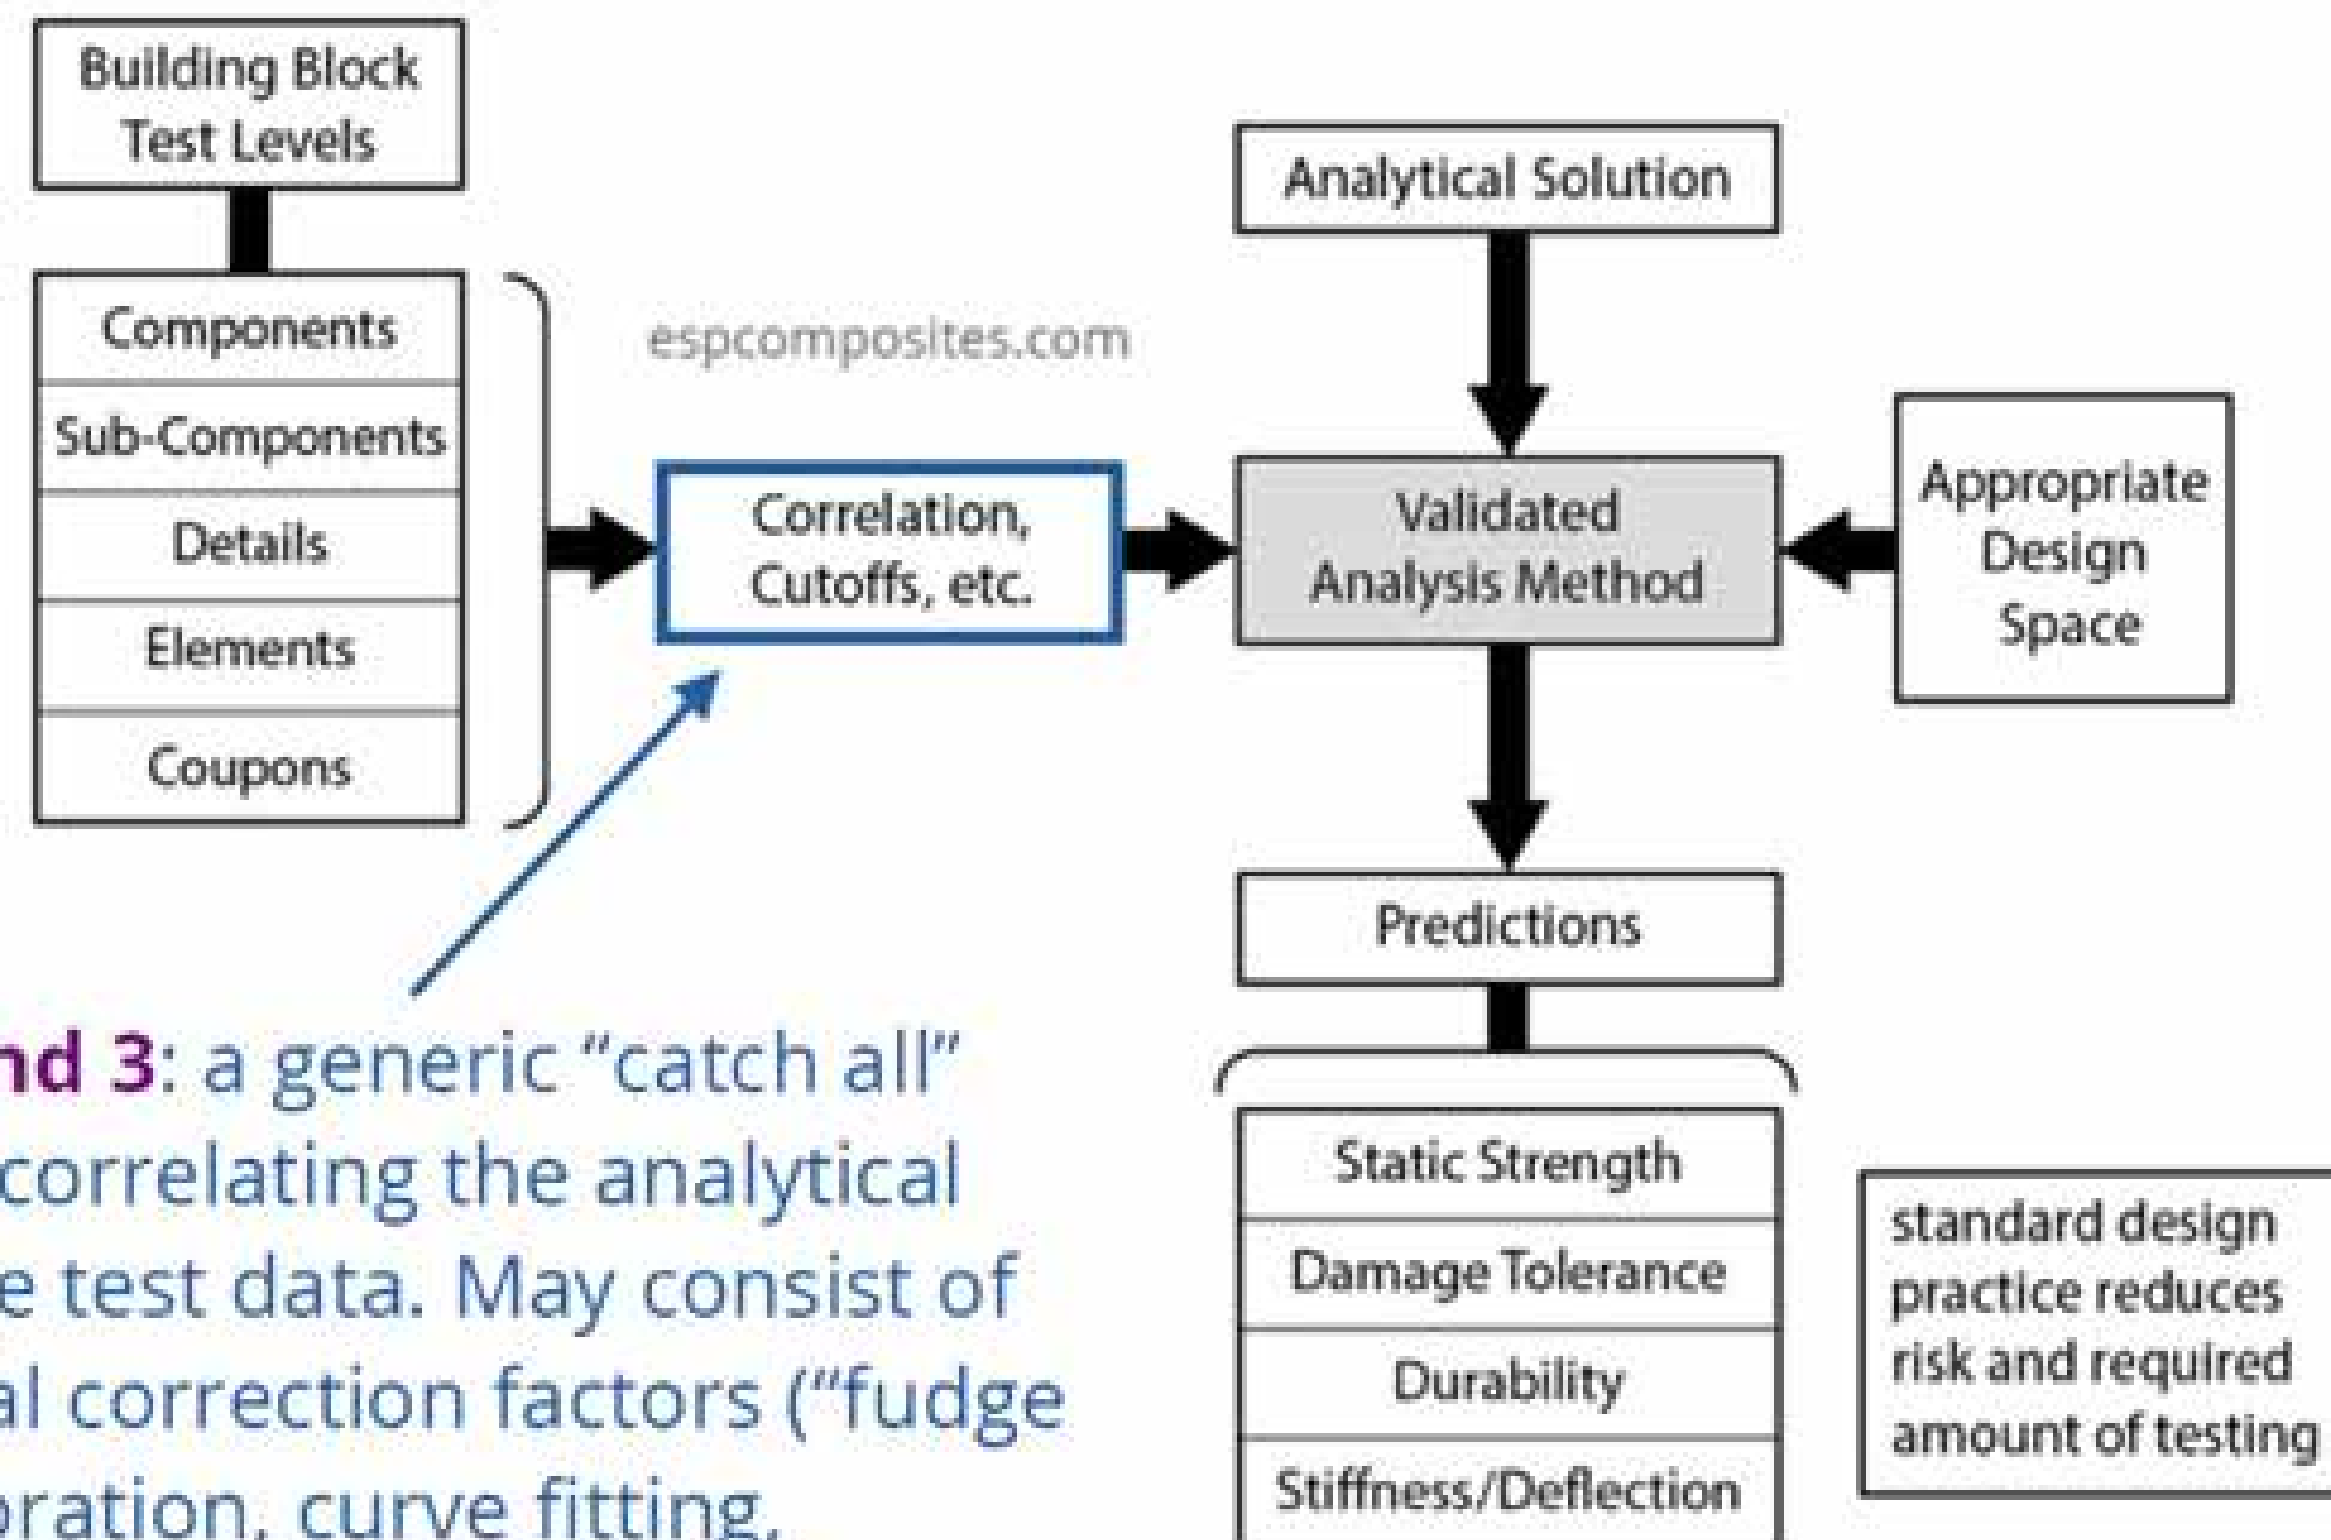 Building Block
Test Levels
Components
Sub-Components
Details
Elements
Coupons
espcomposites.com
Correlation,
Cutoffs, etc.
Analytical Solution
Validated
Analysis Method
Appropriate
Design
Space
Predictions
Static Strength
Damage Tolerance
Durability
Stiffness/Deflection
standard design
practice reduces
risk and required
amount of testing
nd 3: a generic “catch all”
correlating the analytical
e test data. May consist of
al correction factors (“fudge
oration, curve fitting,